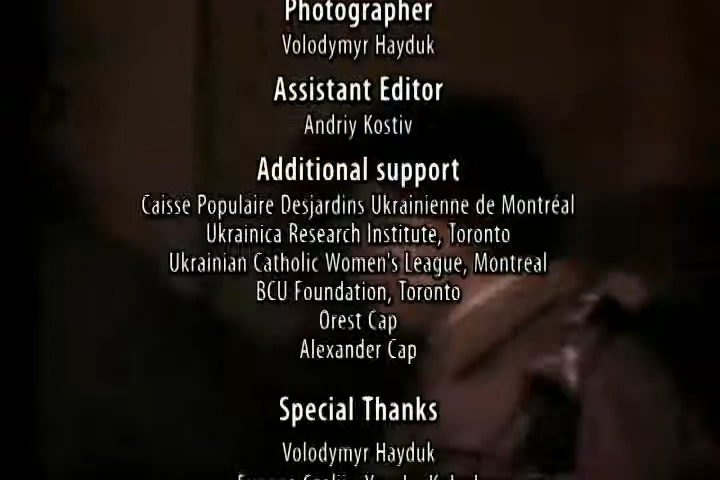 Photographer
Volodymyr Hayduk
Assistant Editor
Andriy Kostiv
Additional support
Caisse Populaire Desjardins Ukrainienne de Montréal
Ukrainica Research Institute, Toronto
Ukrainian Catholic Women's League, Montreal
BCU Foundation, Toronto
Orest Cap
Alexander Cap
Special Thanks
Volodymyr Hayduk